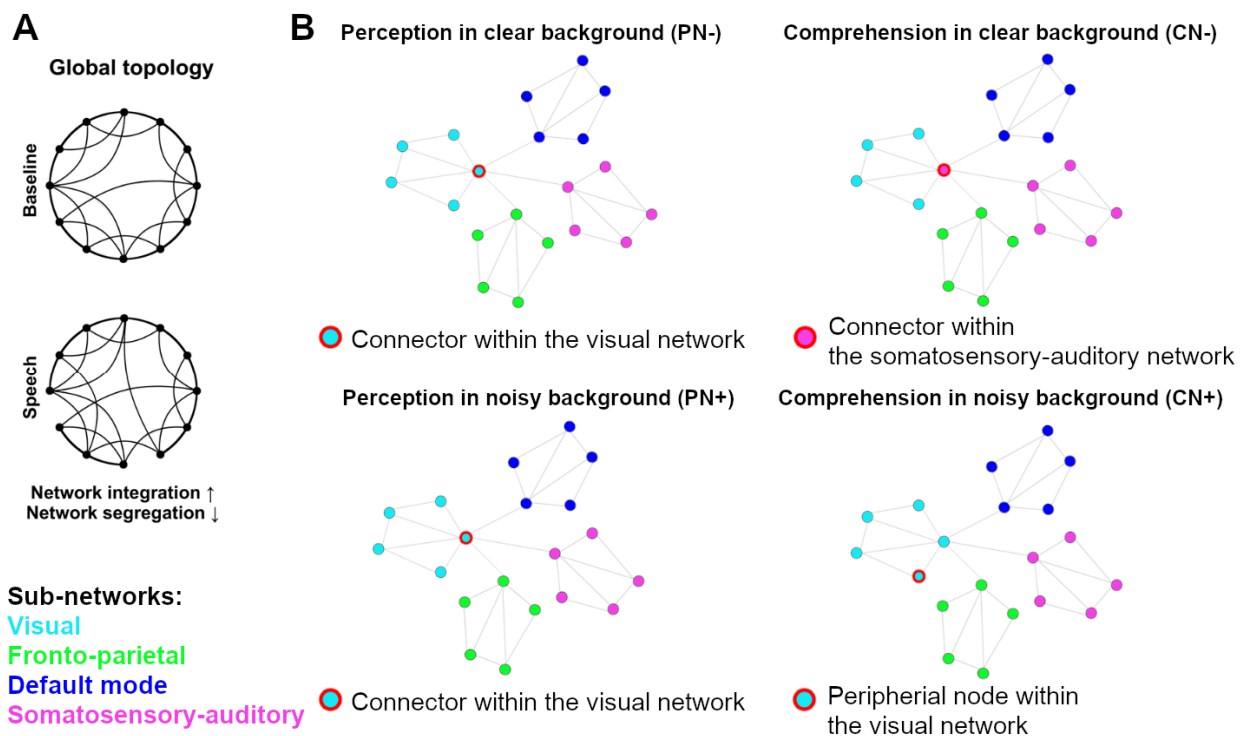 A
Global topology
Baseline
Speech
Network integration ↑
Network segregation ↓
Sub-networks:
Visual
Fronto-parietal
Default mode
Somatosensory-auditory
B
Perception in clear background (PN-)
Connector within the visual network
Comprehension in clear background (CN-)
Connector within
the somatosensory-auditory network
Perception in noisy background (PN+)
Connector within the visual network
Comprehension in noisy background (CN+)
Peripherial node within
the visual network